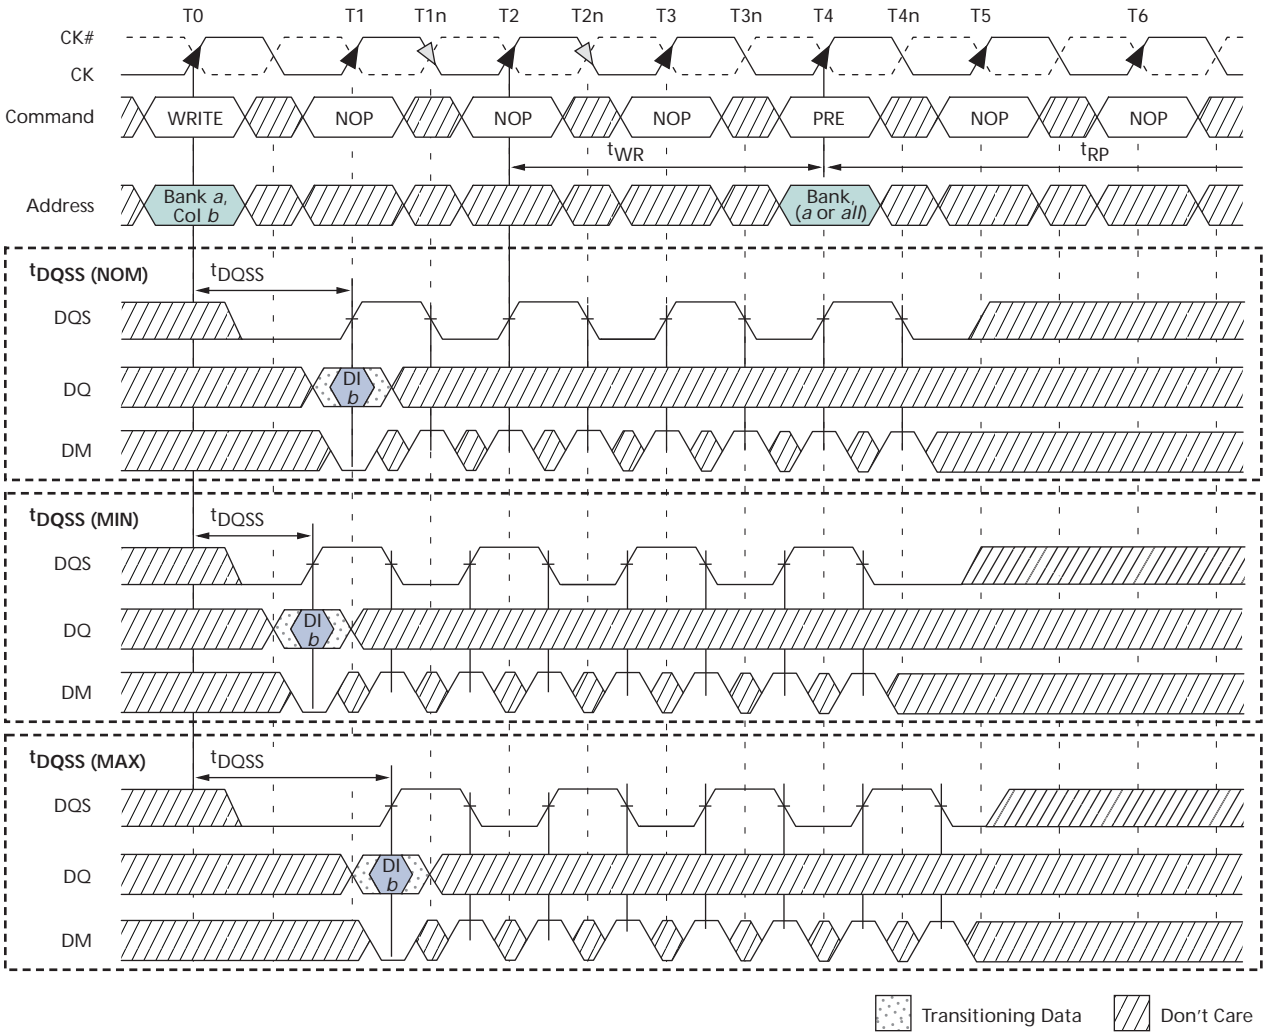 T0 T1 T1n T2 T2n T3 T3n T4 T4n T5 T6
CK#
CK
Command WRITE NOP NOP NOP PRE NOP NOP
tWR tRP
Address Bank a, Col b Bank, (a or all)
tDQSS (NOM) tDQSS
DQS
DQ DI b
DM
tDQSS (MIN) tDQSS
DQS
DQ DI b
DM
tDQSS (MAX) tDQSS
DQS
DQ DI b
DM
Transitioning Data Don't Care